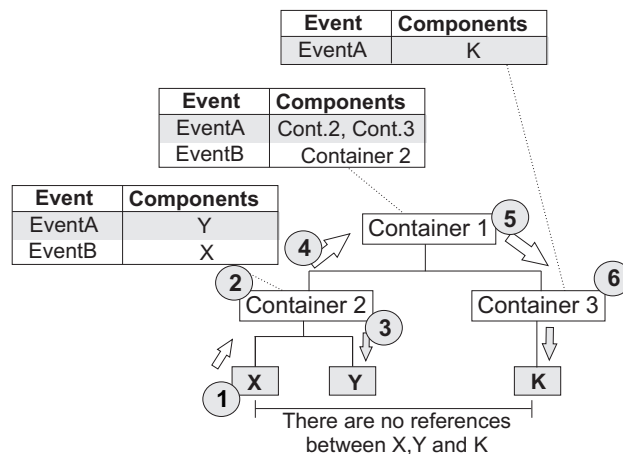 Event Components
EventA K
Event Components
EventA Cont.2, Cont.3
EventB Container 2
Event Components
EventA Y
EventB X
Container 1
5
4
6
2
Container 2
Container 3
3
X
Y
K
1
There are no references
between X,Y and K